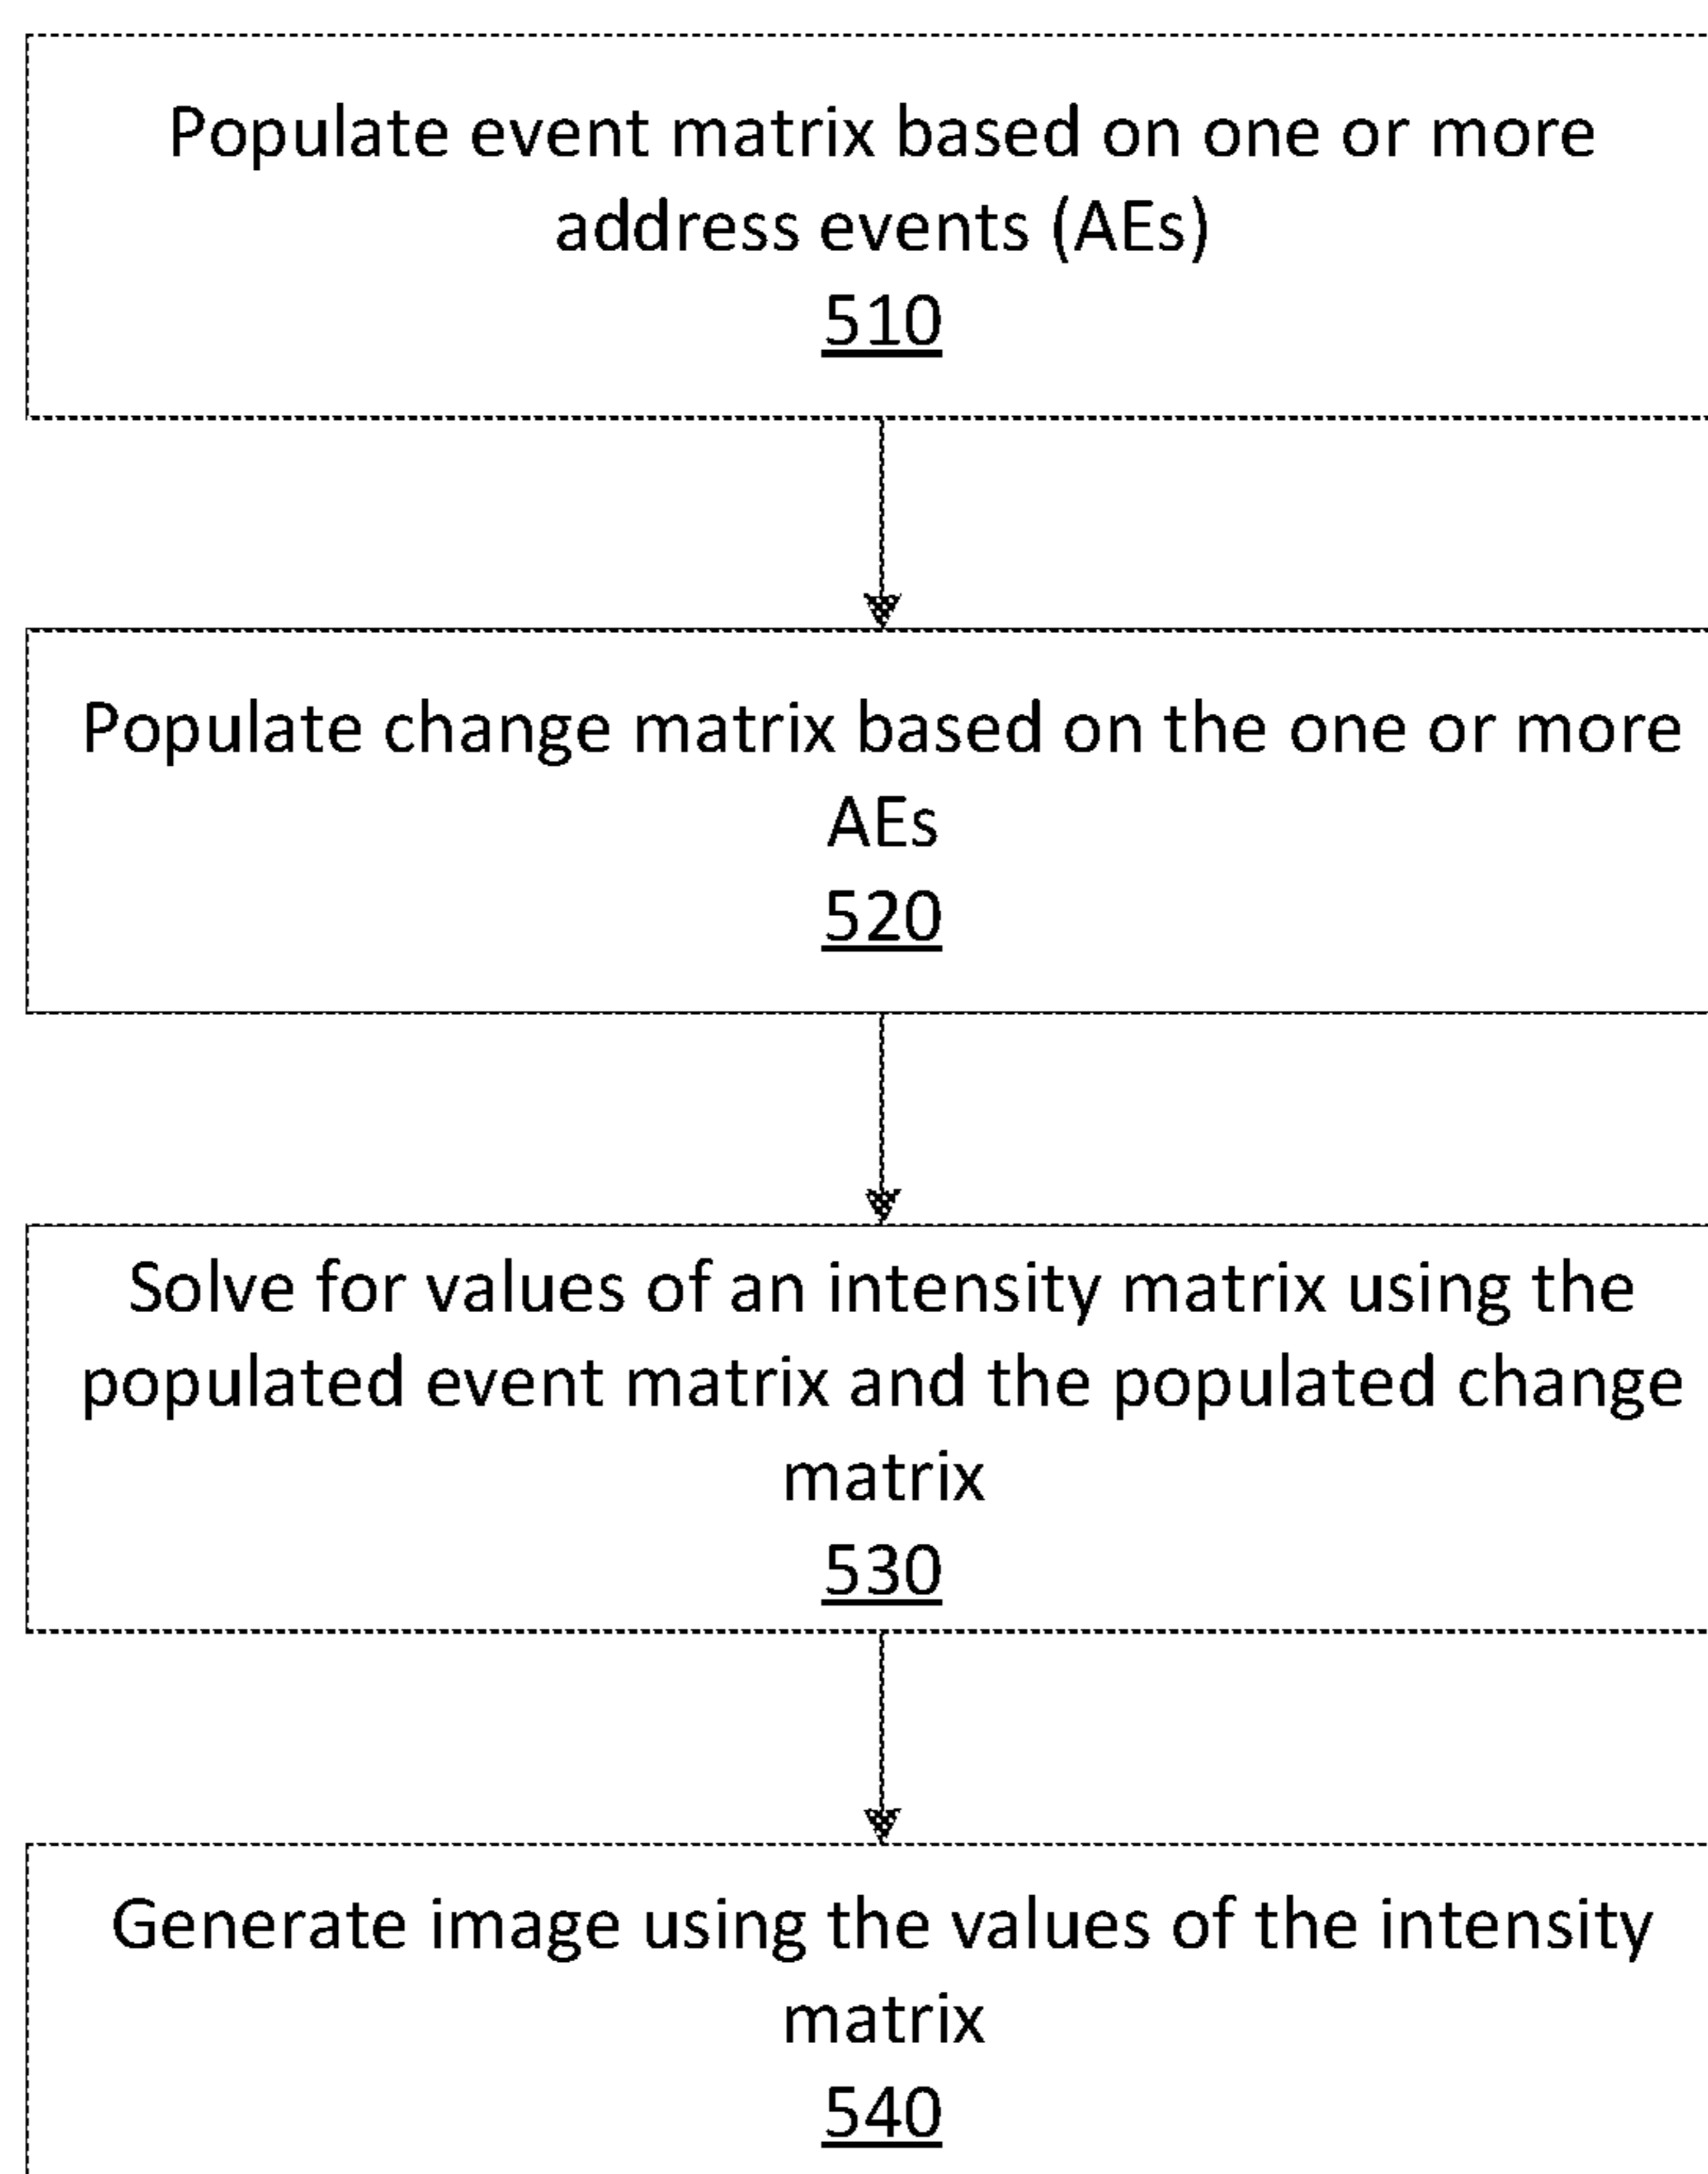 Populate event matrix based on one or more
address events (AEs)
510
Populate change matrix based on the one or more
AEs
520
Solve for values of an intensity matrix using the
populated event matrix and the populated change
matrix
530
Generate image using the values of the intensity
matrix
540